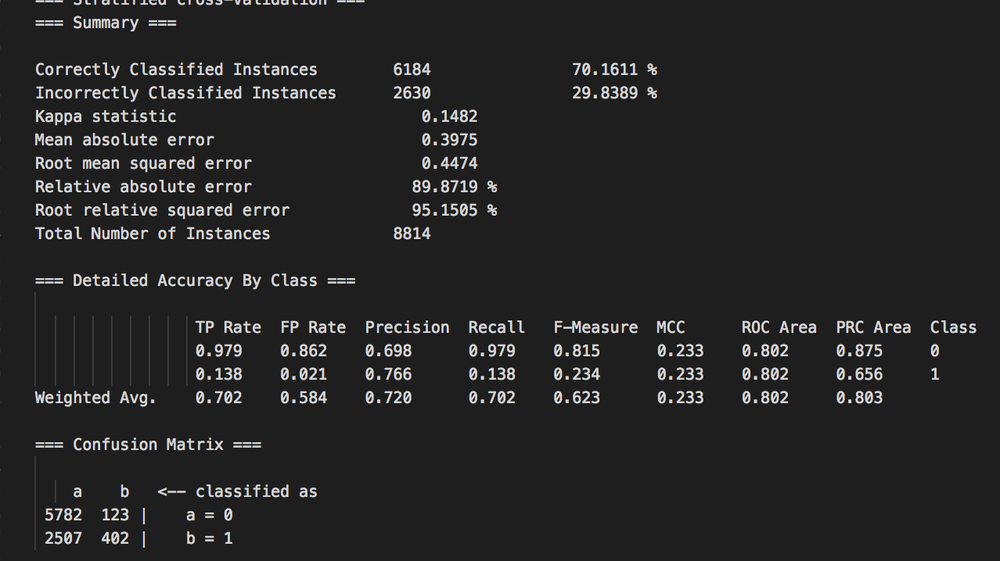 === Stratified cross-validation ===
=== Summary ===
Correctly Classified Instances 6184 70.1611 %
Incorrectly Classified Instances 2630 29.8389 %
Kappa statistic 0.1482
Mean absolute error 0.3975
Root mean squared error 0.4474
Relative absolute error 89.8719 %
Root relative squared error 95.1505 %
Total Number of Instances 8814
=== Detailed Accuracy By Class ===
TP Rate FP Rate Precision Recall F-Measure MCC ROC Area PRC Area Class
0.979 0.862 0.698 0.979 0.815 0.233 0.802 0.875 0
0.138 0.021 0.766 0.138 0.234 0.233 0.802 0.656 1
Weighted Avg. 0.702 0.584 0.720 0.702 0.623 0.233 0.802 0.803
=== Confusion Matrix ===
a b <-- classified as
5782 123 | a = 0
2507 402 | b = 1